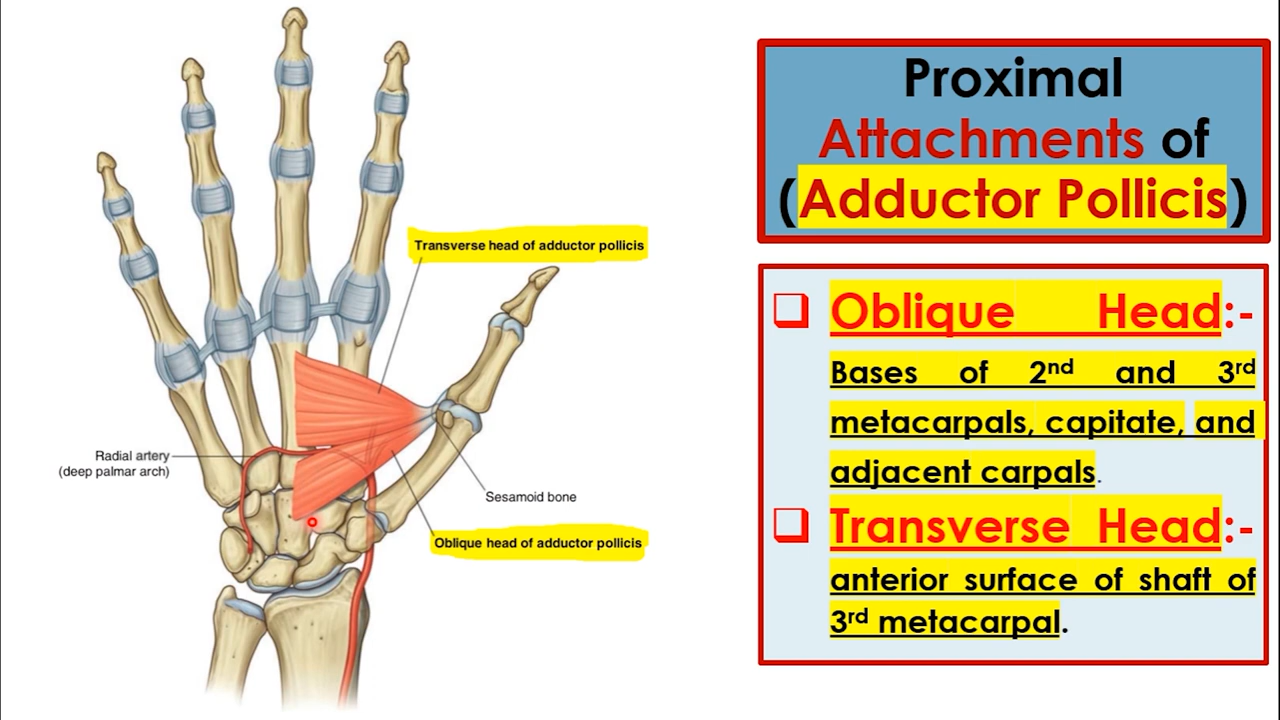 Proximal
Attachments of
(Adductor Pollicis)
Transverse head of adductor pollicis
Radial artery
(deep palmar arch)
Sesamoid bone
Oblique head of adductor pollicis
❑ Oblique Head:-
Bases of 2nd and 3rd
metacarpals, capitate, and
adjacent carpals.
❑ Transverse Head:-
anterior surface of shaft of
3rd metacarpal.